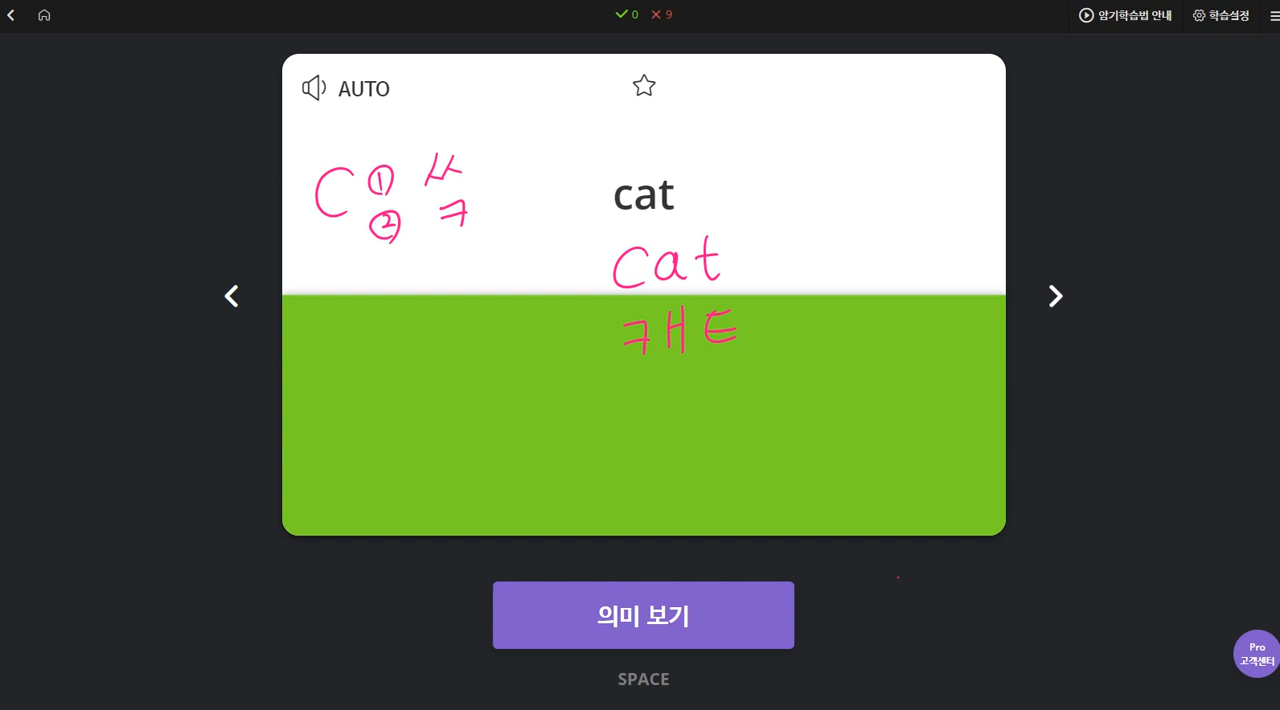 0 9 암기학습법 안내 학습설정
AUTO
C ① ㅆ
② ㅋ
cat
cat
ㅋㅐㅌ
의미 보기
SPACE
Pro
고객센터